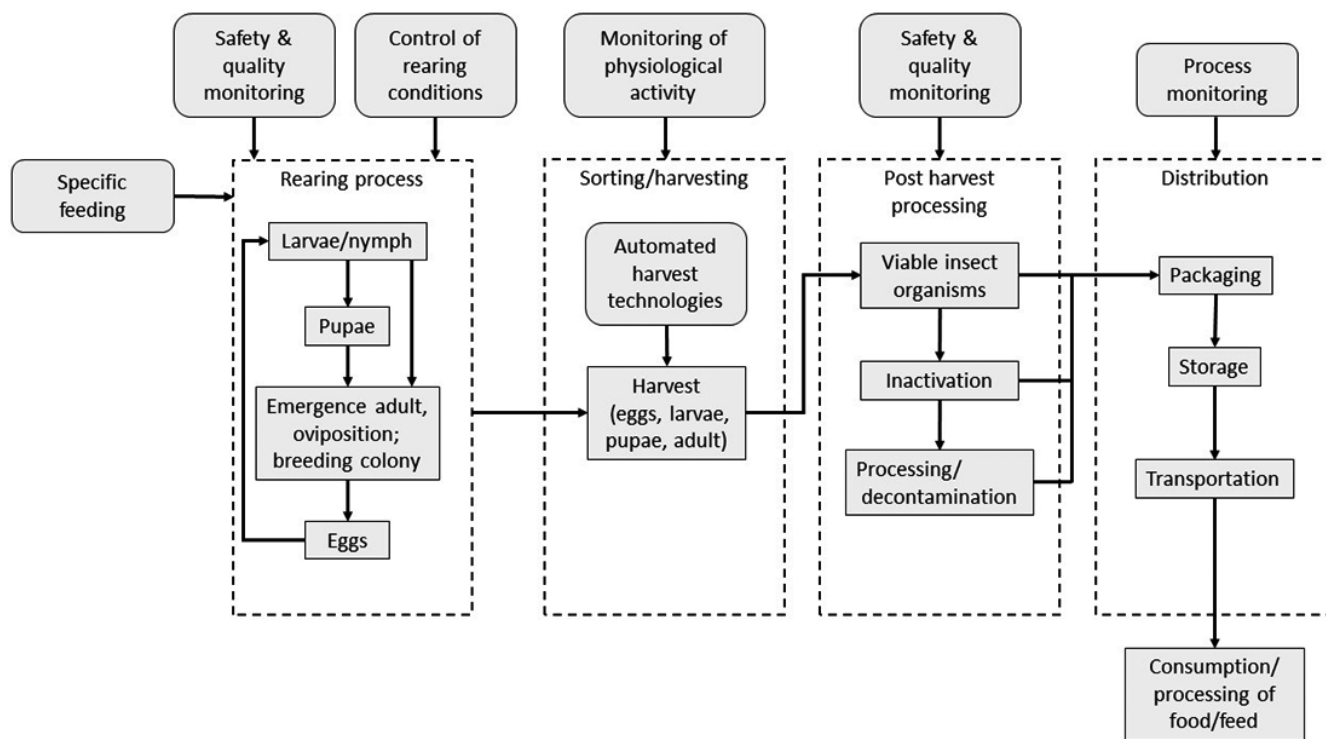 Safety &
quality
monitoring
Control of
rearing
conditions
Monitoring of
physiological
activity
Safety &
quality
monitoring
Process
monitoring
Specific
feeding
Rearing process
Larvae/nymph
Pupae
Emergence adult,
oviposition;
breeding colony
Eggs
Sorting/harvesting
Automated
harvest
technologies
Harvest
(eggs, larvae,
pupae, adult)
Post harvest
processing
Viable insect
organisms
Inactivation
Processing/
decontamination
Distribution
Packaging
Storage
Transportation
Consumption/
processing of
food/feed